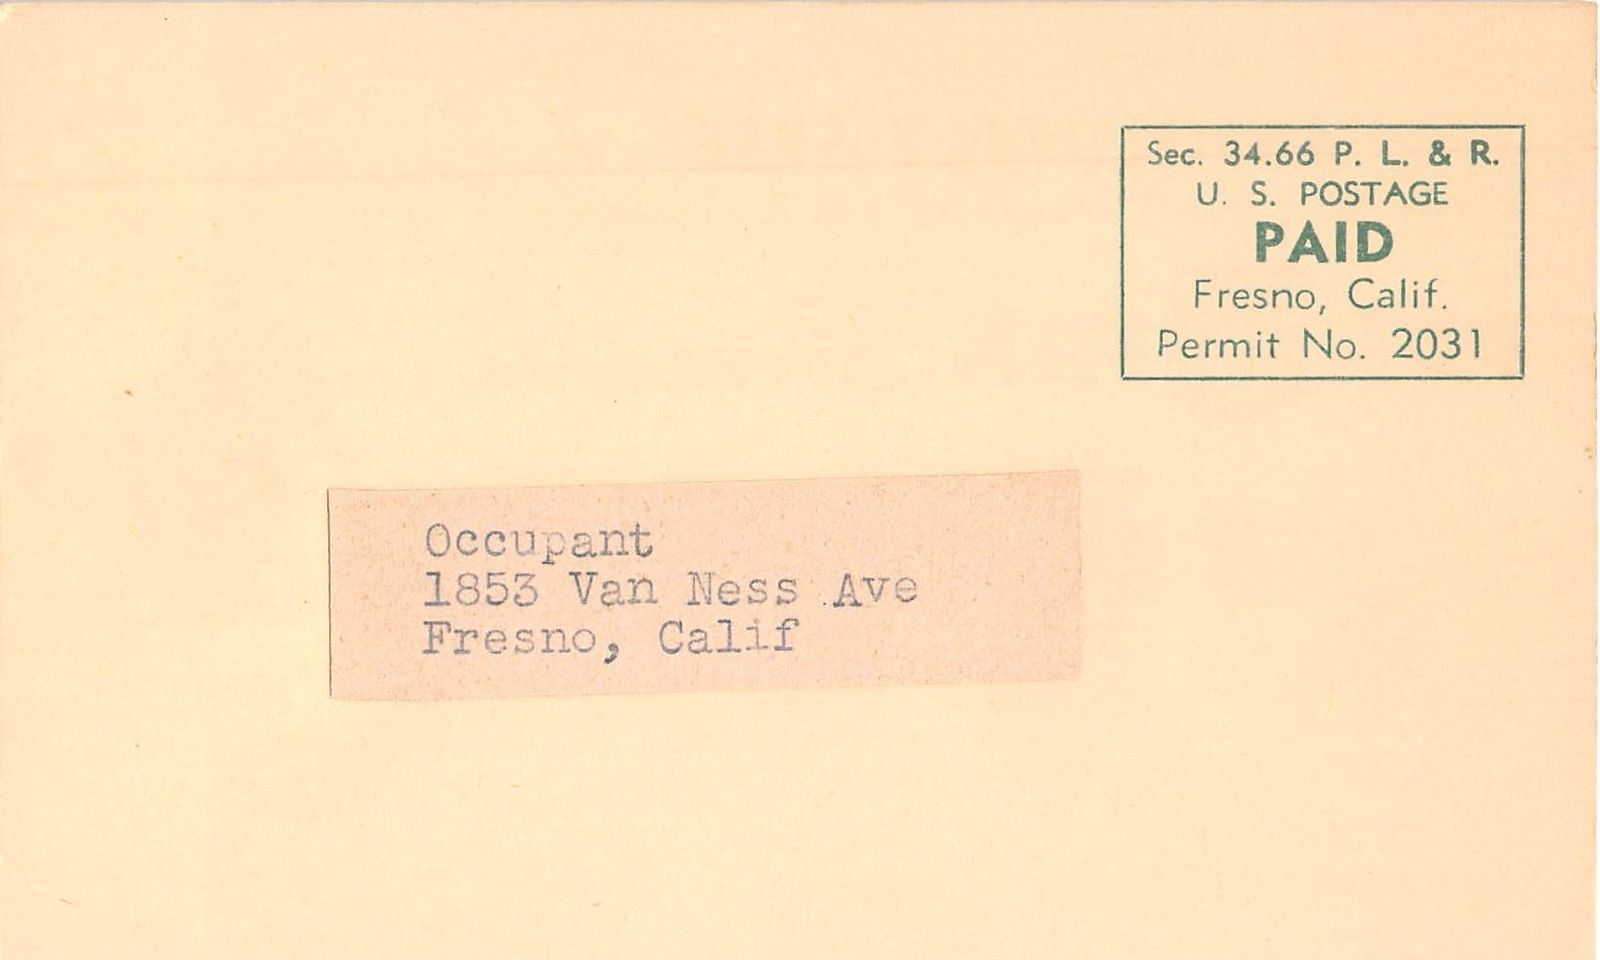 Sec. 34.66 P. L. & R.
U. S. POSTAGE
PAID
Fresno, Calif.
Permit No. 2031
Occupant
1853 Van Ness Ave
Fresno, Calif